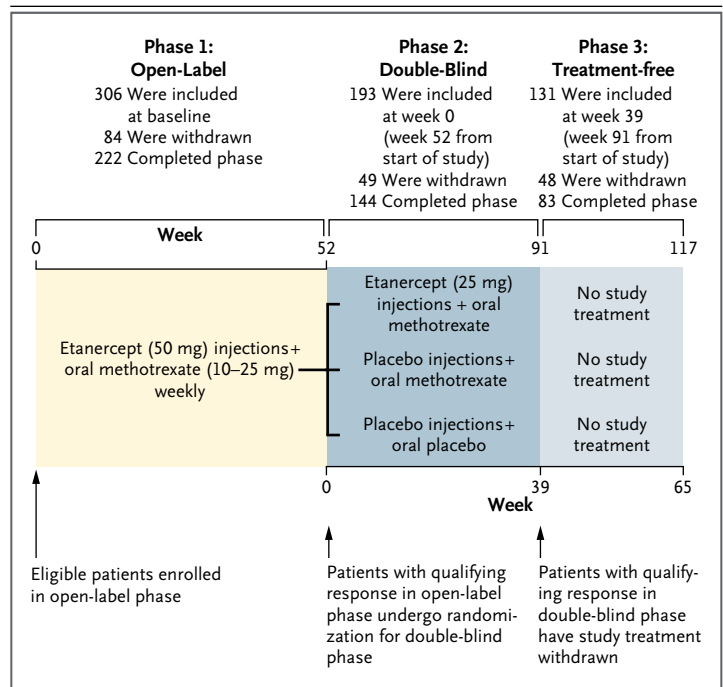 Phase 1:
Open-Label
306 Were included
at baseline
84 Were withdrawn
222 Completed phase
Phase 2:
Double-Blind
193 Were included
at week 0
(week 52 from
start of study)
49 Were withdrawn
144 Completed phase
Phase 3:
Treatment-free
131 Were included
at week 39
(week 91 from
start of study)
48 Were withdrawn
83 Completed phase
Week
0
52
91
117
Etanercept (50 mg) injections+
oral methotrexate (10–25 mg)
weekly
Etanercept (25 mg)
injections + oral
methotrexate
Placebo injections+
oral methotrexate
Placebo injections+
oral placebo
No study
treatment
No study
treatment
No study
treatment
0
39
65
Week
Eligible patients enrolled
in open-label phase
Patients with qualifying
response in open-label
phase undergo randomi-
zation for double-blind
phase
Patients with qualify-
ing response in
double-blind phase
have study treatment
withdrawn